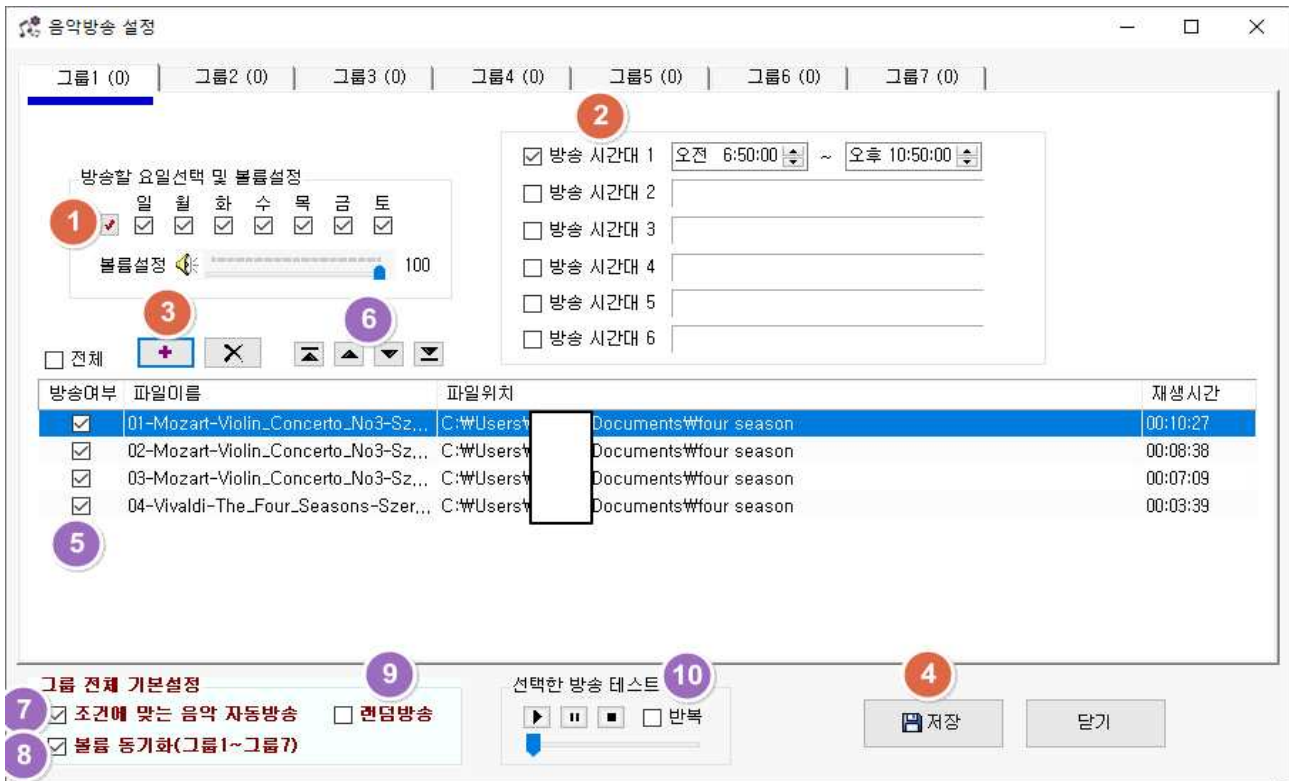 음악방송 설정
그룹1 (0) 그룹2 (0) 그룹3 (0) 그룹4 (0) 그룹5 (0) 그룹6 (0) 그룹7 (0)
2
방송 시간대 1 오전 6:50:00 ~ 오후 10:50:00
방송 시간대 2
방송 시간대 3
방송 시간대 4
방송 시간대 5
방송 시간대 6
방송할 요일선택 및 볼륨설정
일 월 화 수 목 금 토
1
볼륨설정 100
3 6
전체
방송여부 파일이름 파일위치 재생시간
01-Mozart-Violin_Concerto_No3-Sz... C:₩Users₩ Documents₩four season 00:10:27
02-Mozart-Violin_Concerto_No3-Sz... C:₩Users₩ Documents₩four season 00:08:38
03-Mozart-Violin_Concerto_No3-Sz... C:₩Users₩ Documents₩four season 00:07:09
04-Vivaldi-The_Four_Seasons-Szer... C:₩Users₩ Documents₩four season 00:03:39
5
그룹 전체 기본설정 9
7 조건에 맞는 음악 자동방송 랜덤방송
8 볼륨 동기화(그룹1~그룹7)
선택한 방송 테스트 10
반복
4
저장 닫기